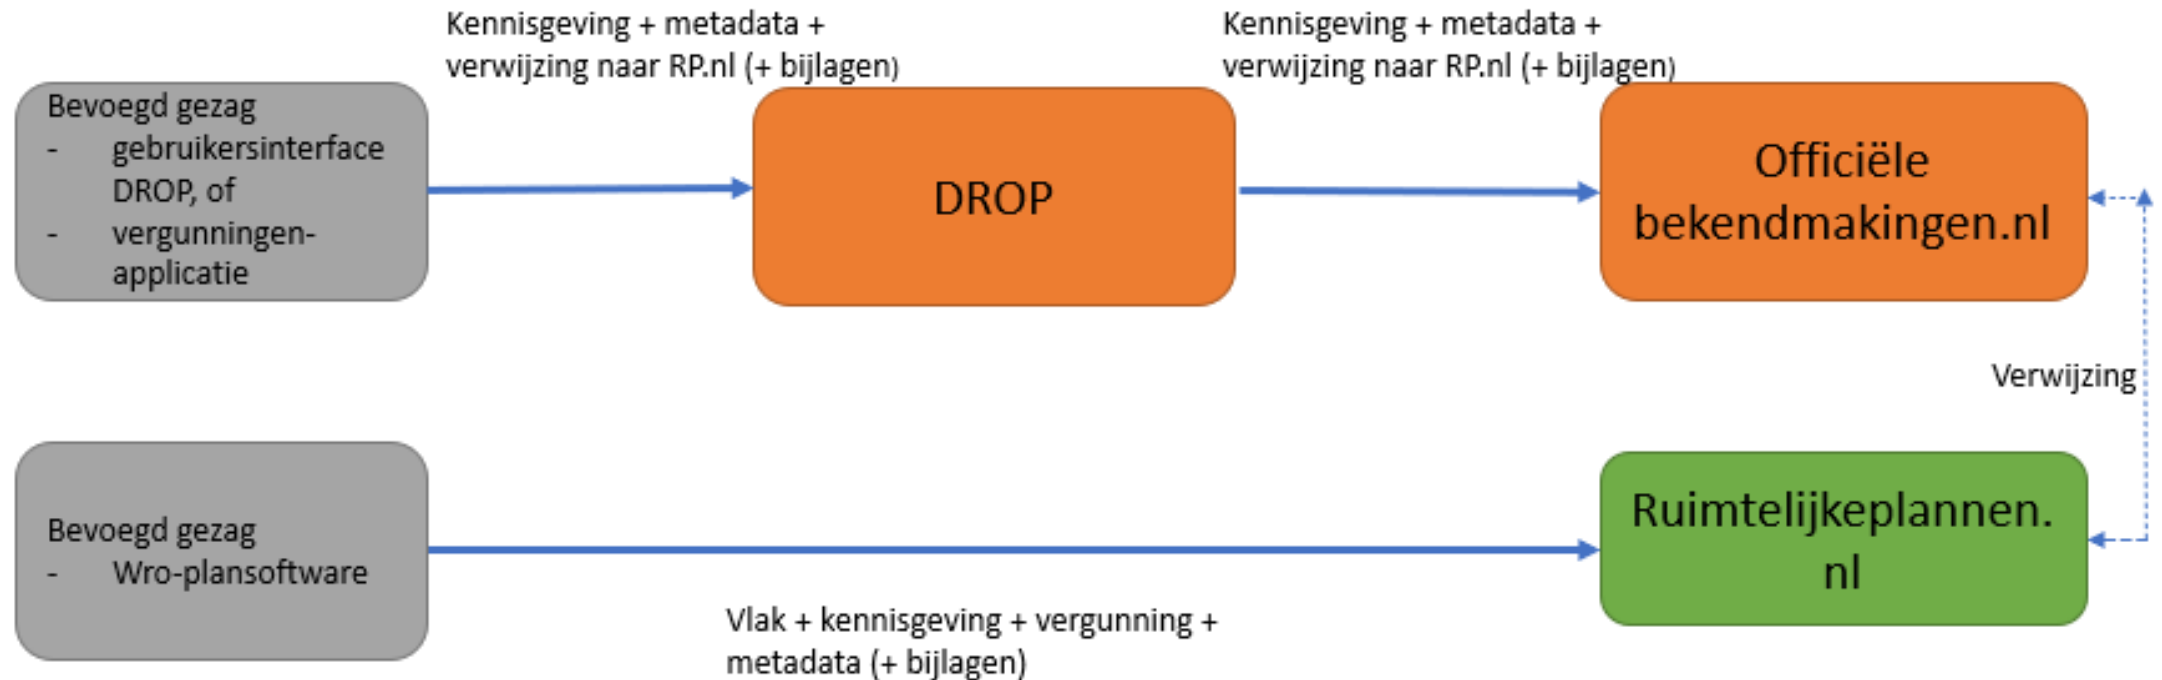 Kennisgeving + metadata +
verwijzing naar RP.nl (+ bijlagen)
Kennisgeving + metadata +
verwijzing naar RP.nl (+ bijlagen)
Bevoegd gezag
- gebruikersinterface
DROP, of
- vergunningen-
applicatie
DROP
Officiële
bekendmakingen.nl
Verwijzing
Bevoegd gezag
- Wro-plansoftware
Ruimtelijkeplannen.
nl
Vlak + kennisgeving + vergunning +
metadata (+ bijlagen)